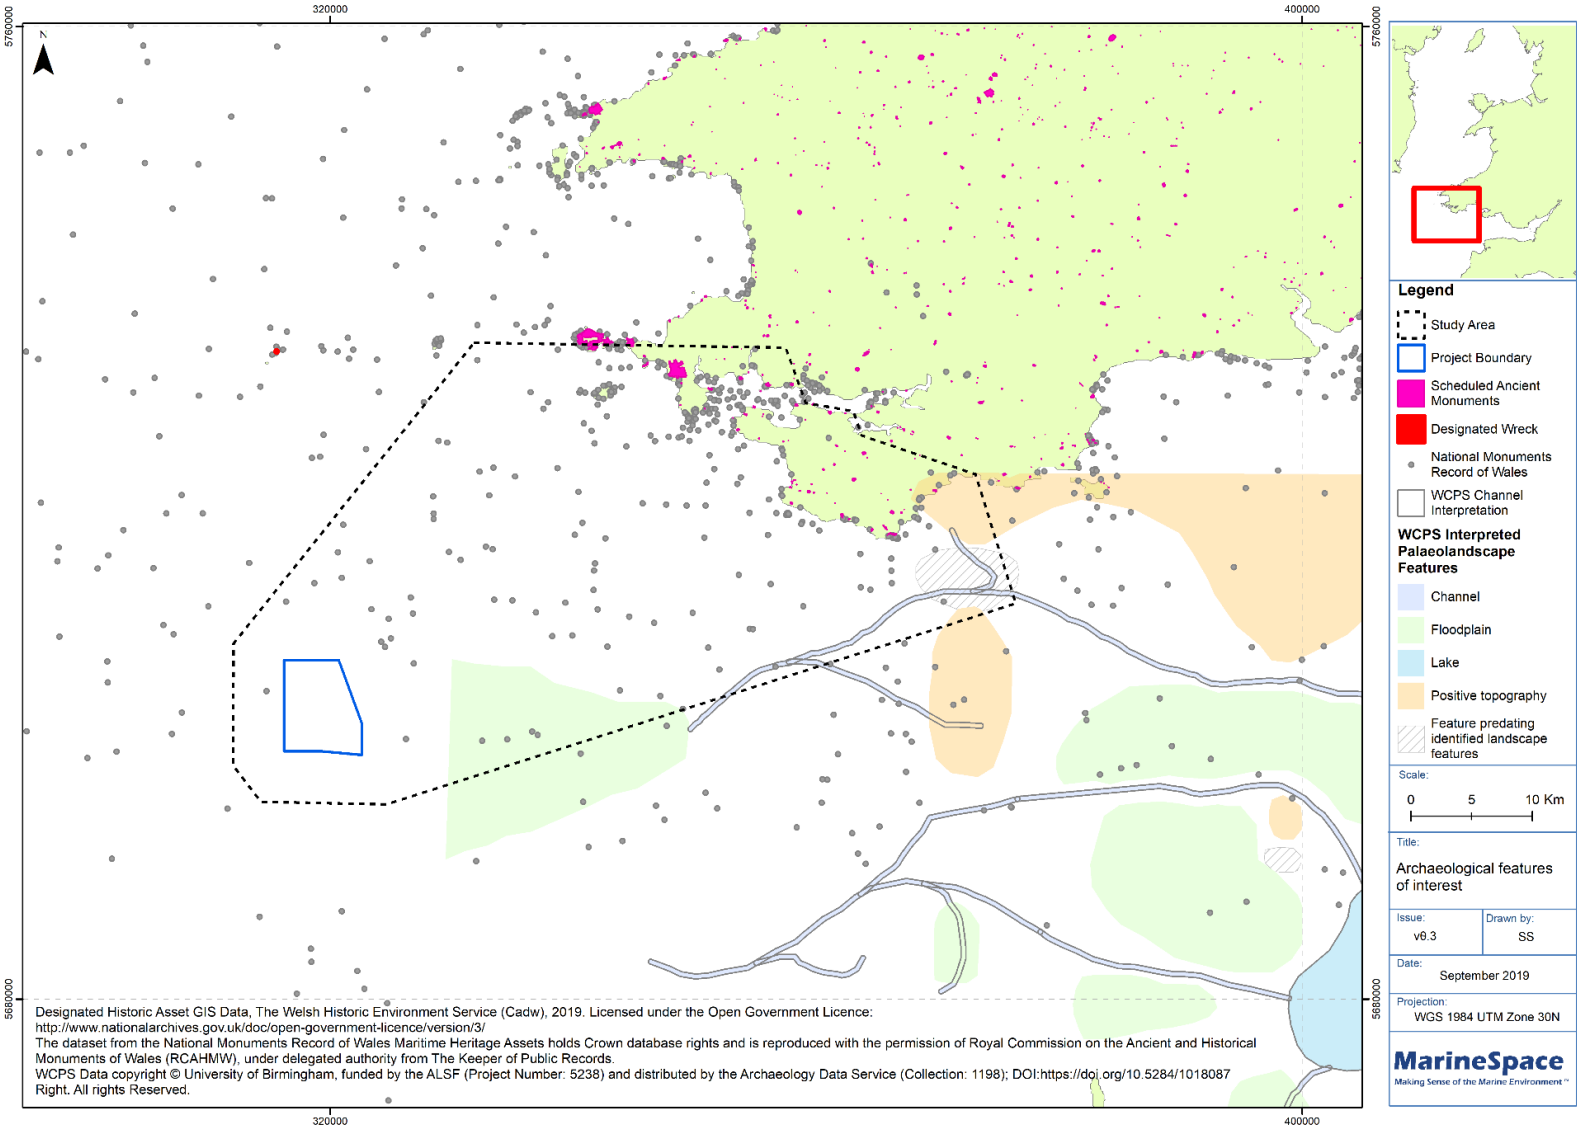 320000
400000
5760000
5760000
N
Legend
Study Area
Project Boundary
Scheduled Ancient
Monuments
Designated Wreck
National Monuments
Record of Wales
WCPS Channel
Interpretation
WCPS Interpreted
Palaeolandscape
Features
Channel
Floodplain
Lake
Positive topography
Feature predating
identified landscape
features
Scale:
0 5 10 Km
Title:
Archaeological features
of interest
Issue:
v0.3
Drawn by:
SS
Date:
September 2019
Projection:
WGS 1984 UTM Zone 30N
MarineSpace
Making Sense of the Marine Environment™
5680000
5680000
Designated Historic Asset GIS Data, The Welsh Historic Environment Service (Cadw), 2019. Licensed under the Open Government Licence:
http://www.nationalarchives.gov.uk/doc/open-government-licence/version/3/
The dataset from the National Monuments Record of Wales Maritime Heritage Assets holds Crown database rights and is reproduced with the permission of Royal Commission on the Ancient and Historical
Monuments of Wales (RCAHMW), under delegated authority from The Keeper of Public Records.
WCPS Data copyright © University of Birmingham, funded by the ALSF (Project Number: 5238) and distributed by the Archaeology Data Service (Collection: 1198); DOI:https://doi.org/10.5284/1018087
Right. All rights Reserved.
320000
400000